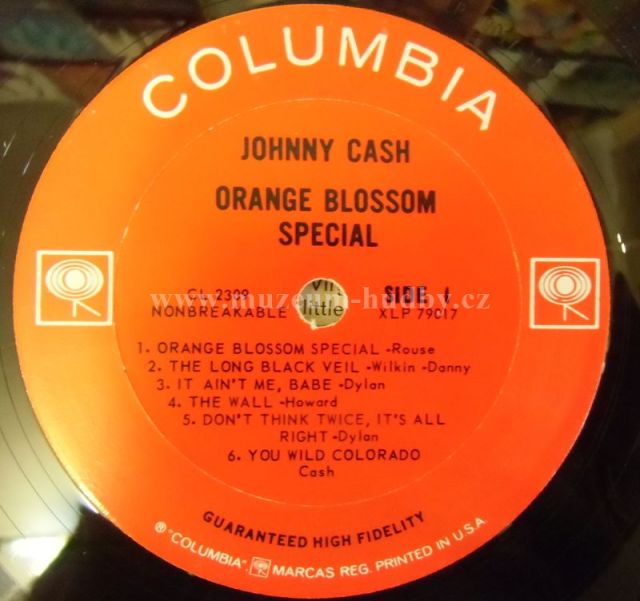 COLUMBIA
JOHNNY CASH
ORANGE BLOSSOM
SPECIAL
CL 2309
NONBREAKABLE
Vin
little
SIDE 1
XLP 79017
www.muzeum-hudby.cz
1. ORANGE BLOSSOM SPECIAL -Rouse
2. THE LONG BLACK VEIL -Wilkin -Danny
3. IT AIN'T ME, BABE -Dylan
4. THE WALL -Howard
5. DON'T THINK TWICE, IT'S ALL
RIGHT -Dylan
6. YOU WILD COLORADO
Cash
GUARANTEED HIGH FIDELITY
® "COLUMBIA", MARCAS REG. PRINTED IN U.S.A.